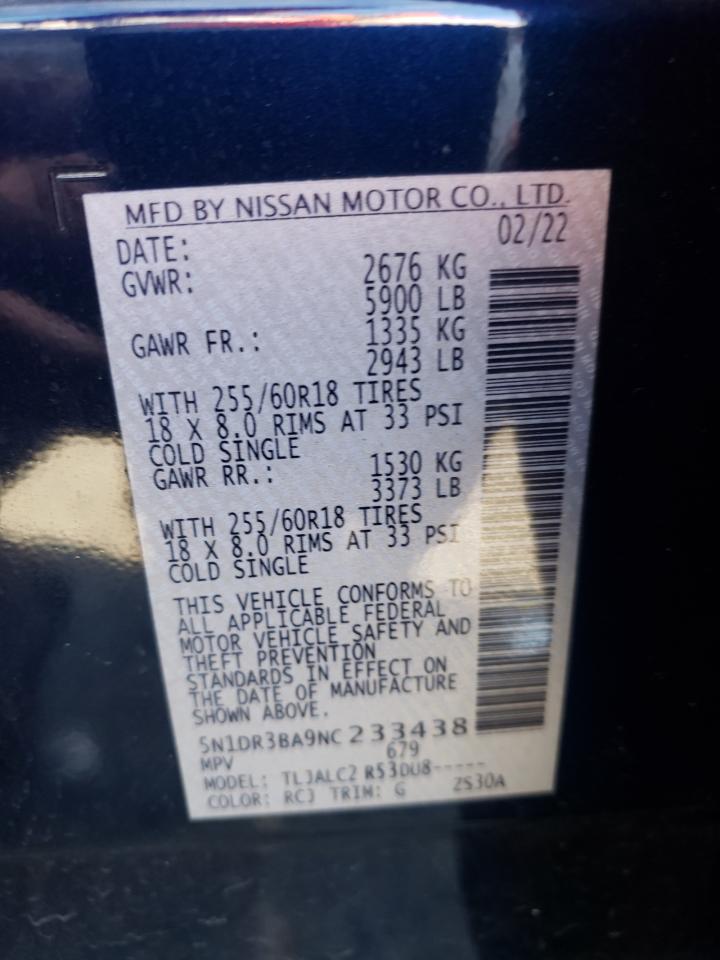 MFD BY NISSAN MOTOR CO., LTD.
DATE: 02/22
GVWR: 2676 KG
5900 LB
GAWR FR.: 1335 KG
2943 LB
WITH 255/60R18 TIRES
18 X 8.0 RIMS AT 33 PSI
COLD SINGLE
GAWR RR.: 1530 KG
3373 LB
WITH 255/60R18 TIRES
18 X 8.0 RIMS AT 33 PSI
COLD SINGLE
THIS VEHICLE CONFORMS TO
ALL APPLICABLE FEDERAL
MOTOR VEHICLE SAFETY AND
THEFT PREVENTION
STANDARDS IN EFFECT ON
THE DATE OF MANUFACTURE
SHOWN ABOVE.
5N1DR3BA9NC233438
MPV 679
MODEL: TLJALC2 R53DU8-----
COLOR: RCJ TRIM: G ZS30A